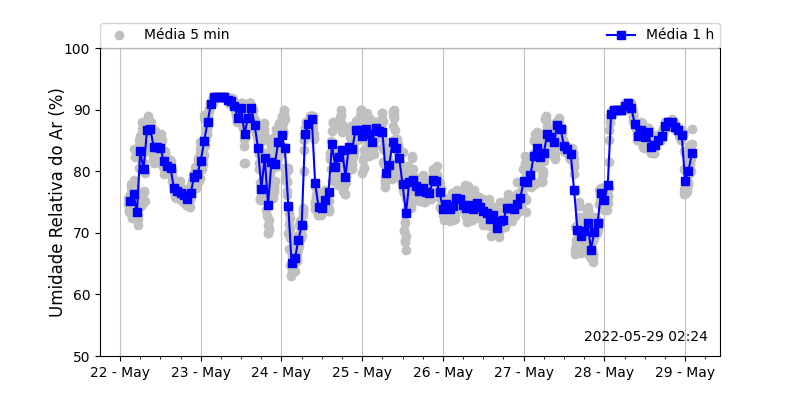 Média 5 min
Média 1 h
Umidade Relativa do Ar (%)
100
90
80
70
60
50
2022-05-29 02:24
22 - May
23 - May
24 - May
25 - May
26 - May
27 - May
28 - May
29 - May